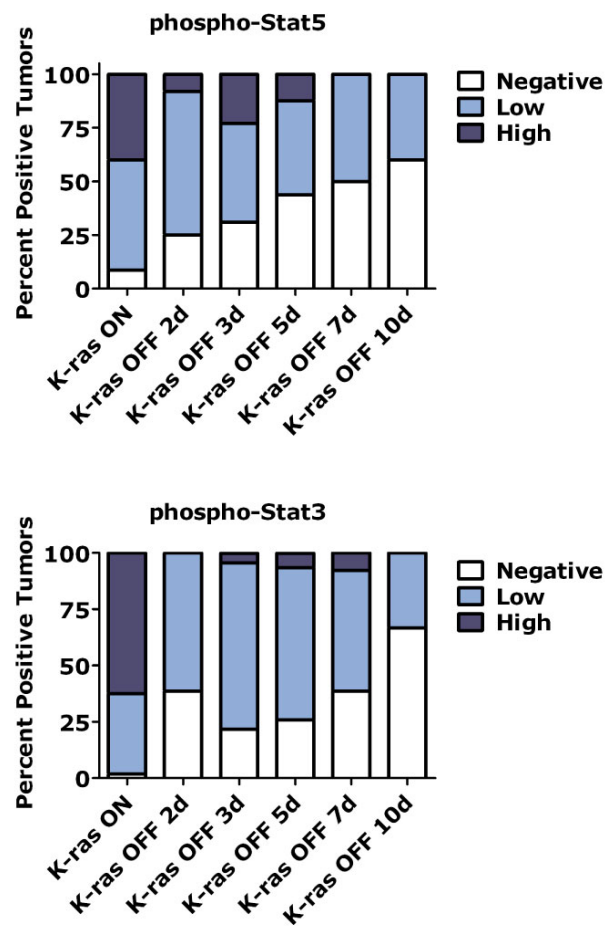 phospho-Stat5
Percent Positive Tumors
100
75
50
25
0
Negative
Low
High
K-ras ON
K-ras OFF 2d
K-ras OFF 3d
K-ras OFF 5d
K-ras OFF 7d
K-ras OFF 10d
phospho-Stat3
Percent Positive Tumors
100
75
50
25
0
Negative
Low
High
K-ras ON
K-ras OFF 2d
K-ras OFF 3d
K-ras OFF 5d
K-ras OFF 7d
K-ras OFF 10d